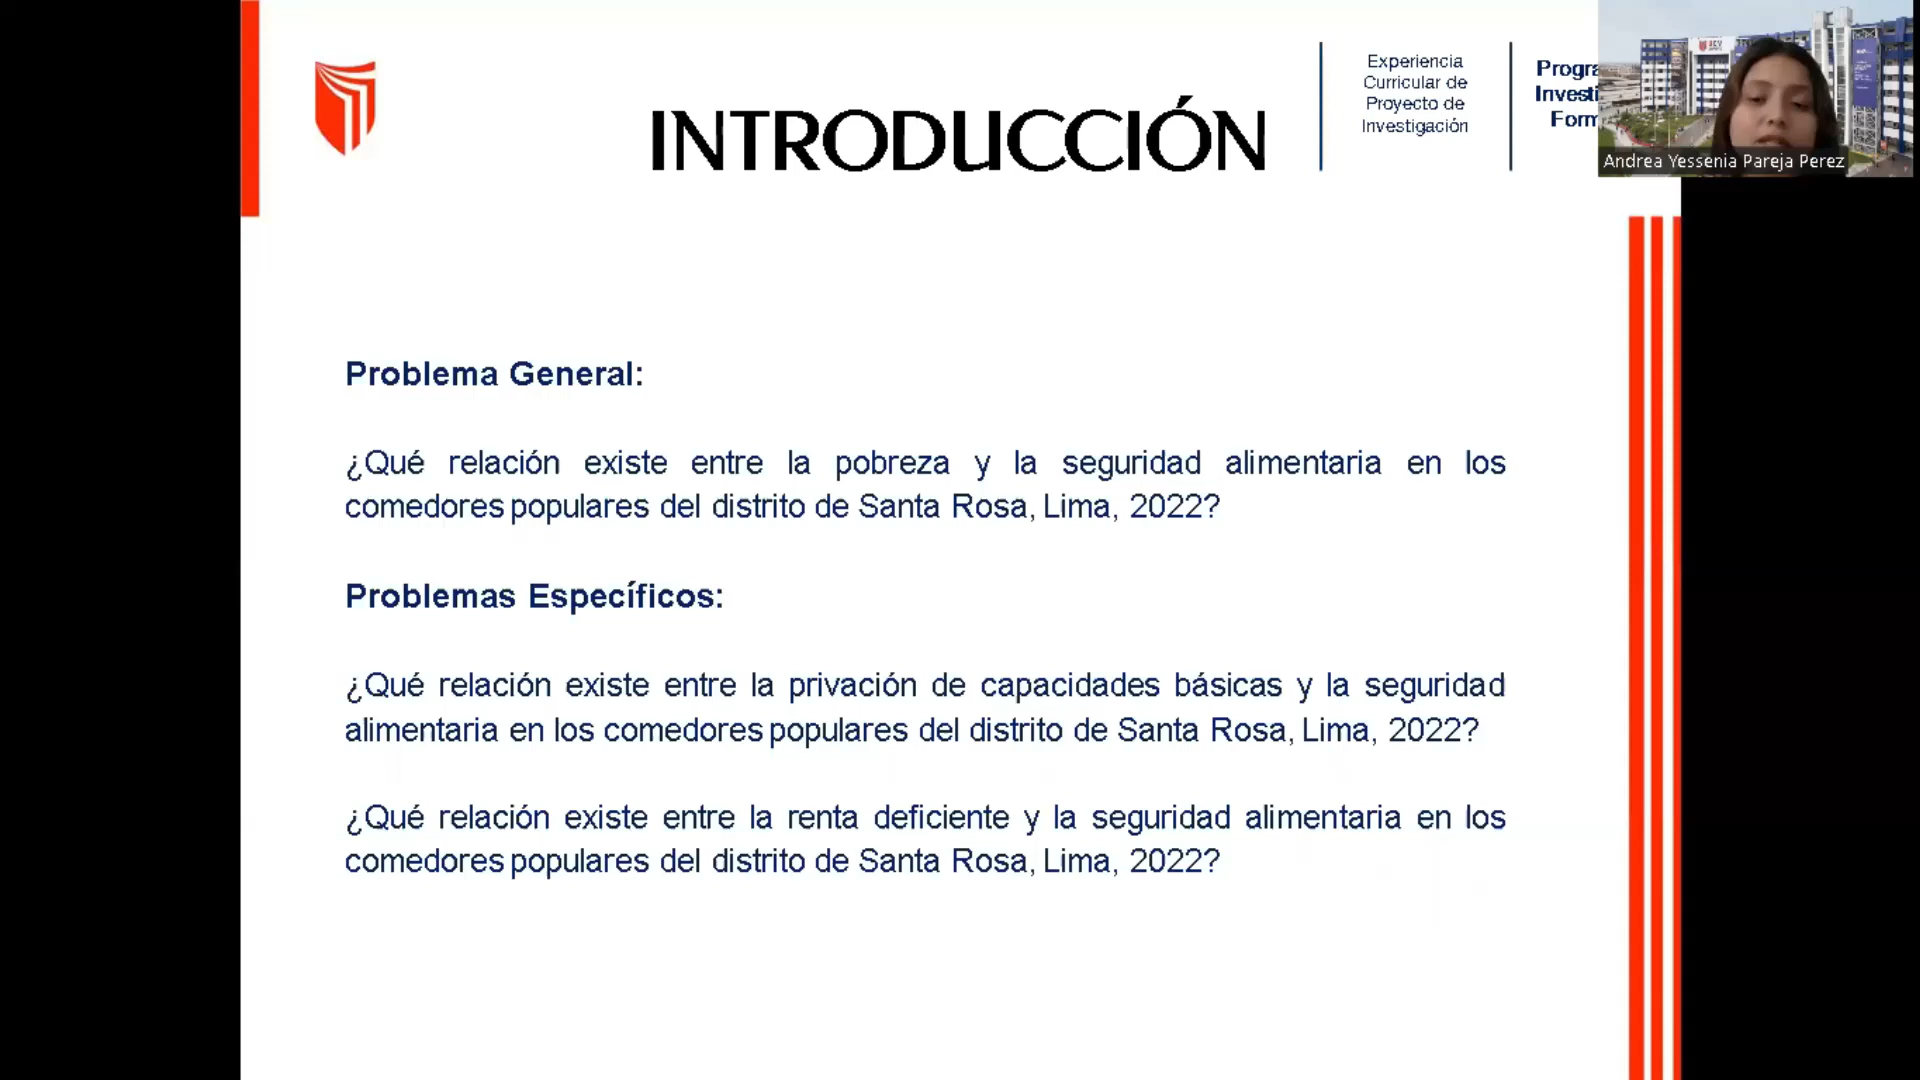 INTRODUCCIÓN
Experiencia
Curricular de
Proyecto de
Investigación
Progra
Investi
Form
UCV
Andrea Yessenia Pareja Perez
Problema General:
¿Qué relación existe entre la pobreza y la seguridad alimentaria en los
comedores populares del distrito de Santa Rosa, Lima, 2022?
Problemas Específicos:
¿Qué relación existe entre la privación de capacidades básicas y la seguridad
alimentaria en los comedores populares del distrito de Santa Rosa, Lima, 2022?
¿Qué relación existe entre la renta deficiente y la seguridad alimentaria en los
comedores populares del distrito de Santa Rosa, Lima, 2022?